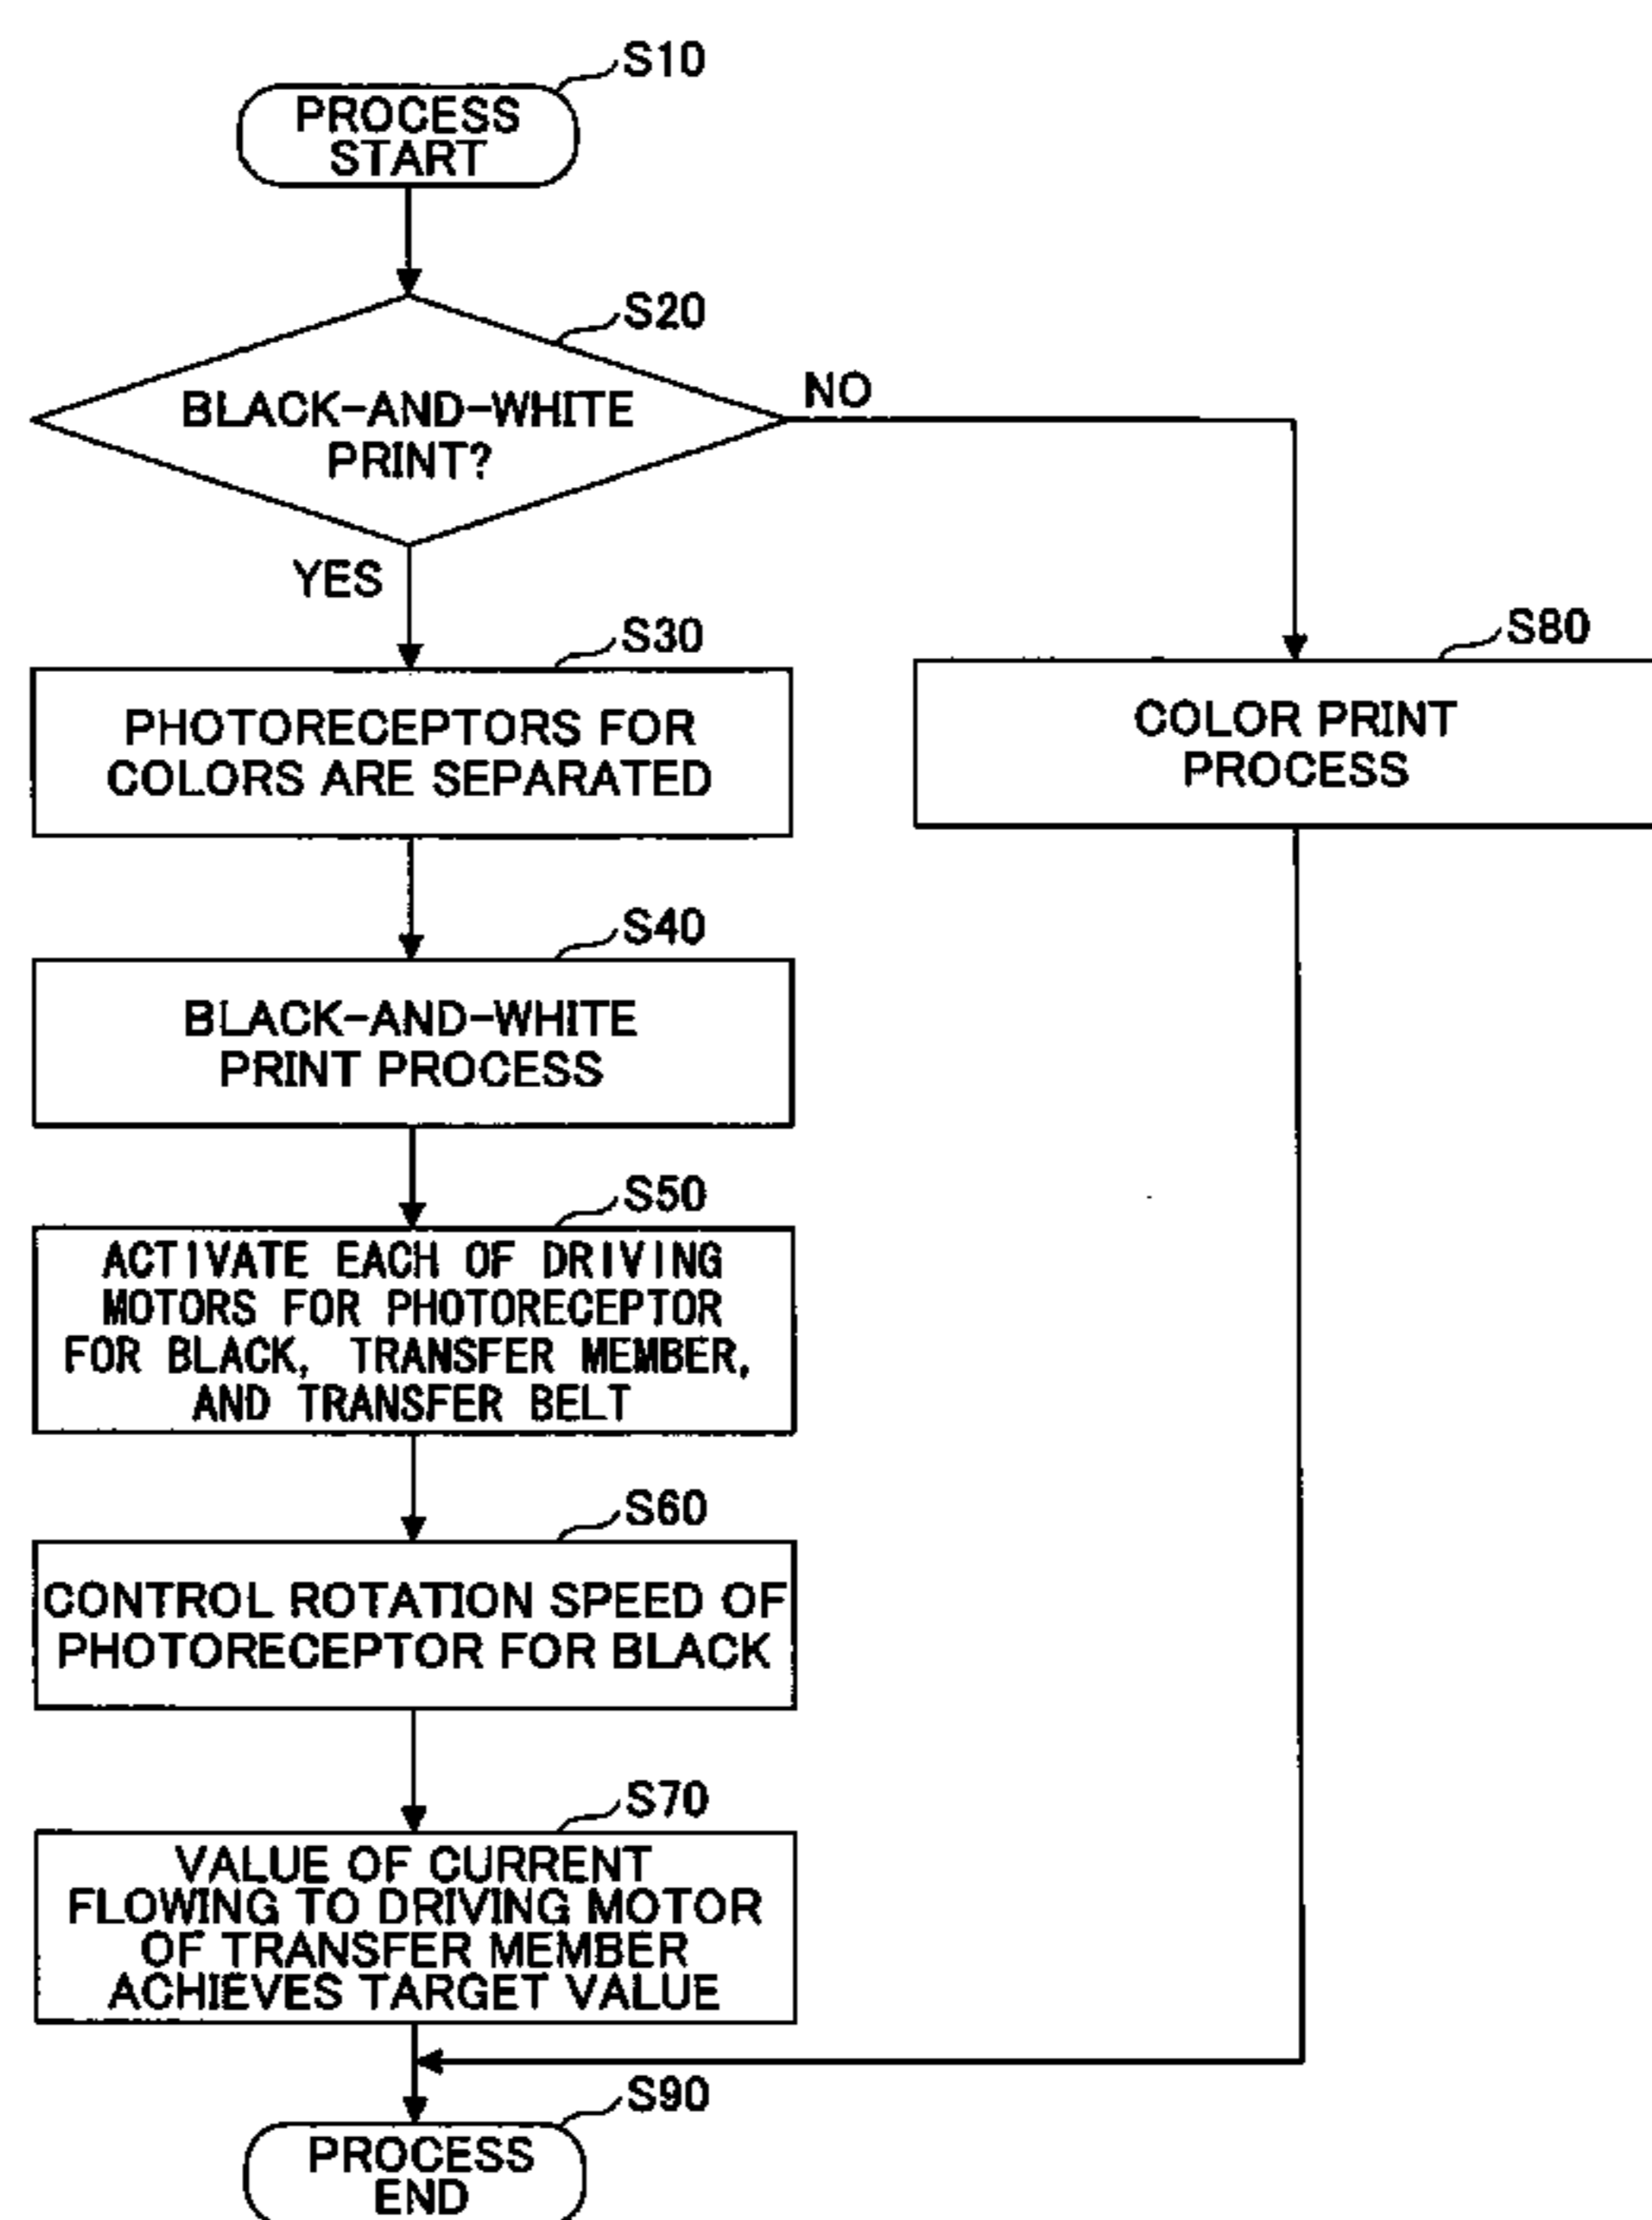 S10
PROCESS
START
S20
BLACK-AND-WHITE
PRINT?
NO
YES
S30
PHOTORECEPTORS FOR
COLORS ARE SEPARATED
S80
COLOR PRINT
PROCESS
S40
BLACK-AND-WHITE
PRINT PROCESS
S50
ACTIVATE EACH OF DRIVING
MOTORS FOR PHOTORECEPTOR
FOR BLACK, TRANSFER MEMBER,
AND TRANSFER BELT
S60
CONTROL ROTATION SPEED OF
PHOTORECEPTOR FOR BLACK
S70
VALUE OF CURRENT
FLOWING TO DRIVING MOTOR
OF TRANSFER MEMBER
ACHIEVES TARGET VALUE
S90
PROCESS
END